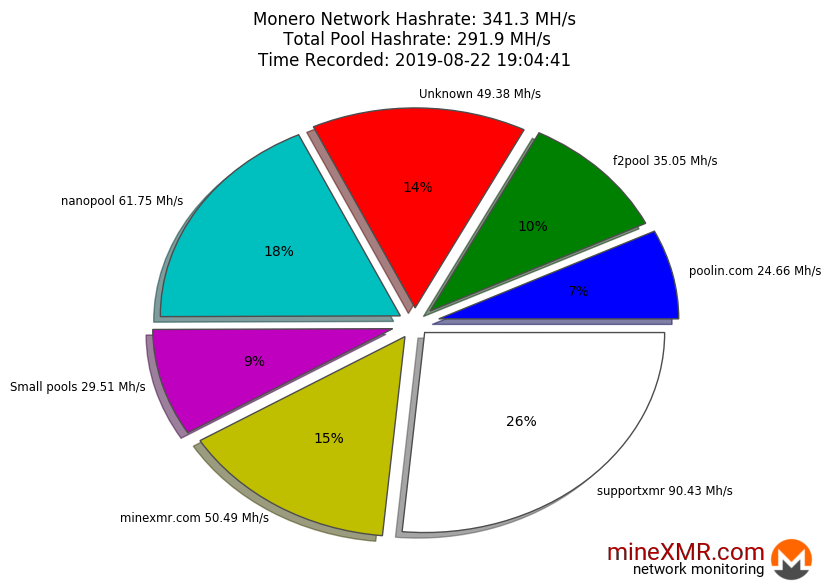 Monero Network Hashrate: 341.3 MH/s
Total Pool Hashrate: 291.9 MH/s
Time Recorded: 2019-08-22 19:04:41
Unknown 49.38 Mh/s
f2pool 35.05 Mh/s
nanopool 61.75 Mh/s
14%
10%
18%
poolin.com 24.66 Mh/s
7%
9%
Small pools 29.51 Mh/s
26%
15%
supportxmr 90.43 Mh/s
minexmr.com 50.49 Mh/s
mineXMR.com
network monitoring